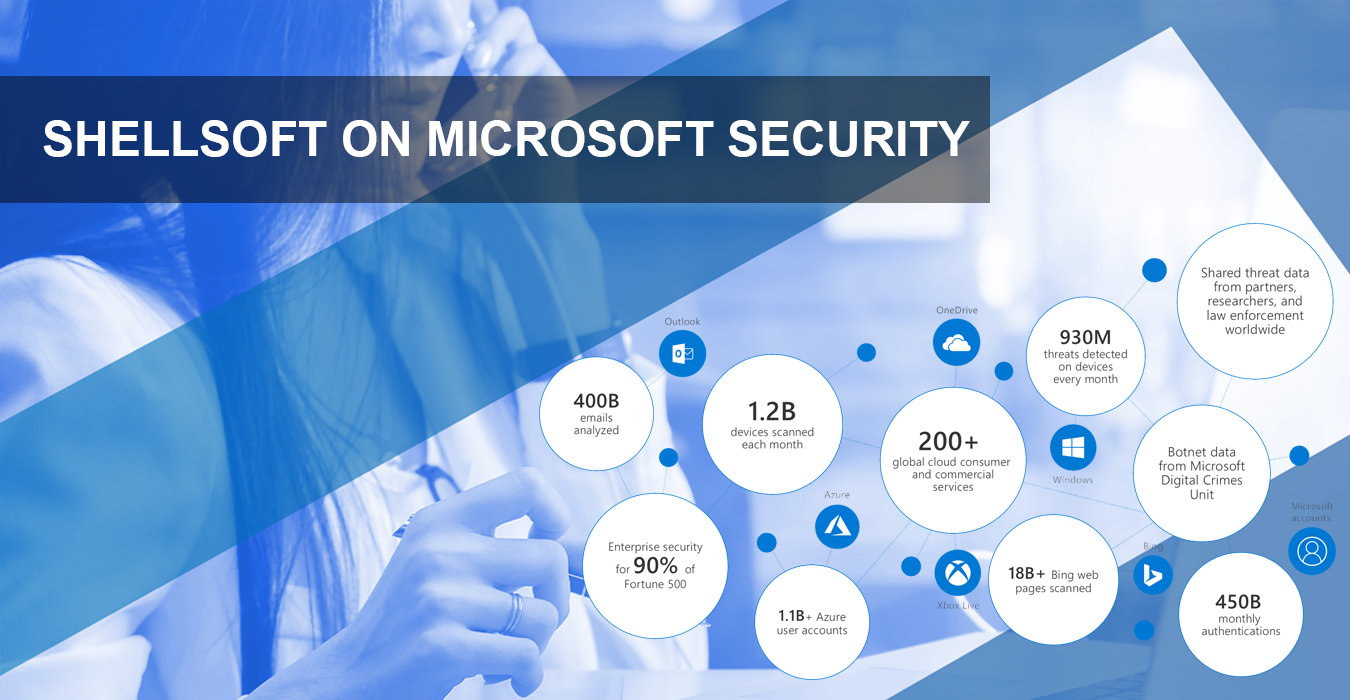 SHELLSOFT ON MICROSOFT SECURITY
Shared threat data
from partners,
researchers, and
law enforcement
worldwide
OneDrive
Outlook
930M
threats detected
on devices
every month
400B
emails
analyzed
1.2B
devices scanned
each month
200+
global cloud consumer
and commercial
services
Windows
Botnet data
from Microsoft
Digital Crimes
Unit
Azure
Microsoft
accounts
Enterprise security
for 90% of
Fortune 500
Bing
18B+ Bing web
pages scanned
Xbox Live
1.1B+ Azure
user accounts
450B
monthly
authentications